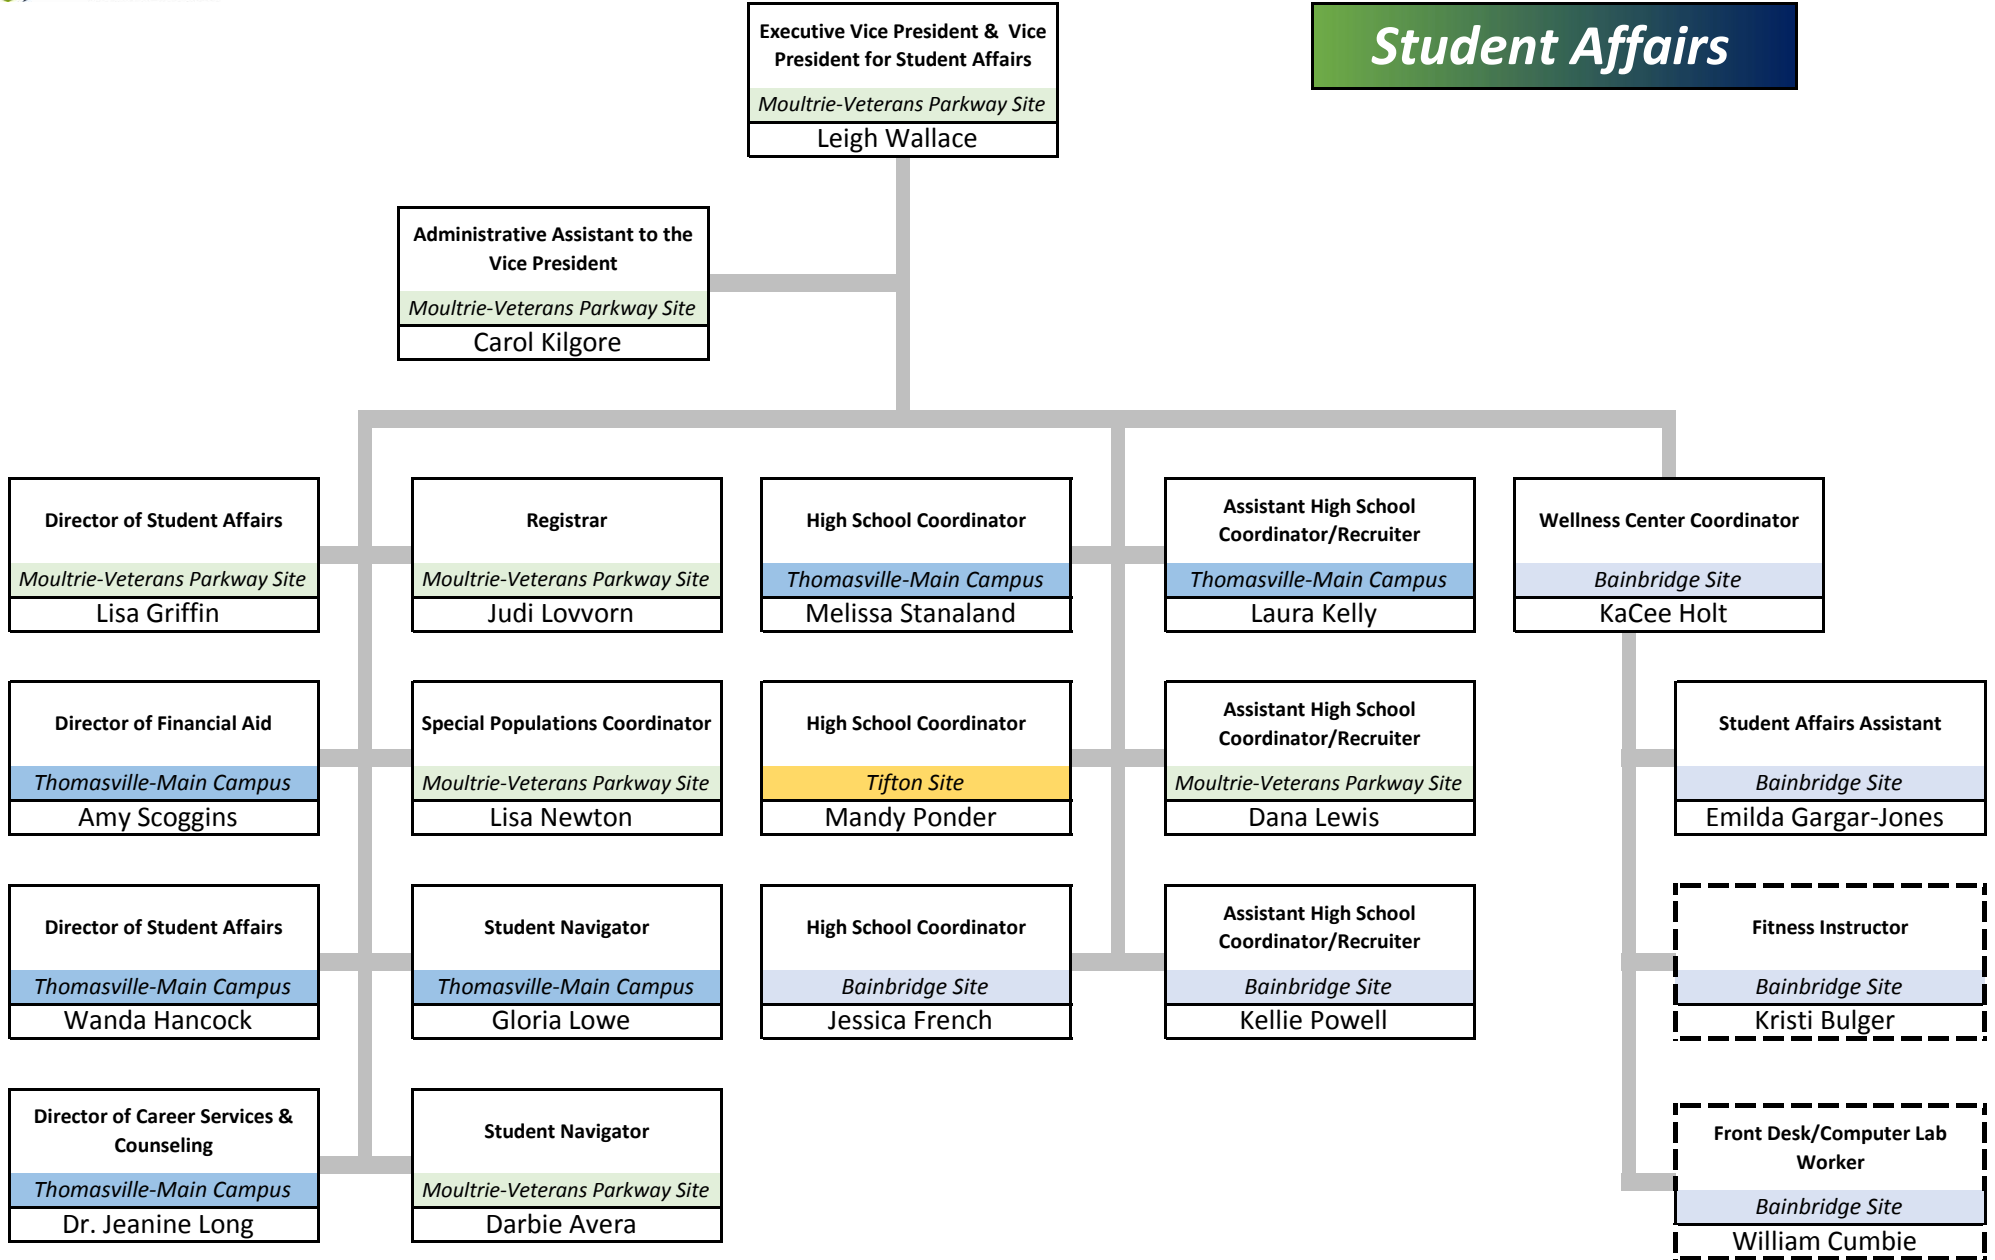 Student Affairs
Executive Vice President & Vice
President for Student Affairs
Moultrie-Veterans Parkway Site
Leigh Wallace
Administrative Assistant to the
Vice President
Moultrie-Veterans Parkway Site
Carol Kilgore
Director of Student Affairs
Moultrie-Veterans Parkway Site
Lisa Griffin
Registrar
Moultrie-Veterans Parkway Site
Judi Lovvorn
High School Coordinator
Thomasville-Main Campus
Melissa Stanaland
Assistant High School
Coordinator/Recruiter
Thomasville-Main Campus
Laura Kelly
Wellness Center Coordinator
Bainbridge Site
KaCee Holt
Director of Financial Aid
Thomasville-Main Campus
Amy Scoggins
Special Populations Coordinator
Moultrie-Veterans Parkway Site
Lisa Newton
High School Coordinator
Tifton Site
Mandy Ponder
Assistant High School
Coordinator/Recruiter
Moultrie-Veterans Parkway Site
Dana Lewis
Student Affairs Assistant
Bainbridge Site
Emilda Gargar-Jones
Director of Student Affairs
Thomasville-Main Campus
Wanda Hancock
Student Navigator
Thomasville-Main Campus
Gloria Lowe
High School Coordinator
Bainbridge Site
Jessica French
Assistant High School
Coordinator/Recruiter
Bainbridge Site
Kellie Powell
Fitness Instructor
Bainbridge Site
Kristi Bulger
Director of Career Services &
Counseling
Thomasville-Main Campus
Dr. Jeanine Long
Student Navigator
Moultrie-Veterans Parkway Site
Darbie Avera
Front Desk/Computer Lab
Worker
Bainbridge Site
William Cumbie